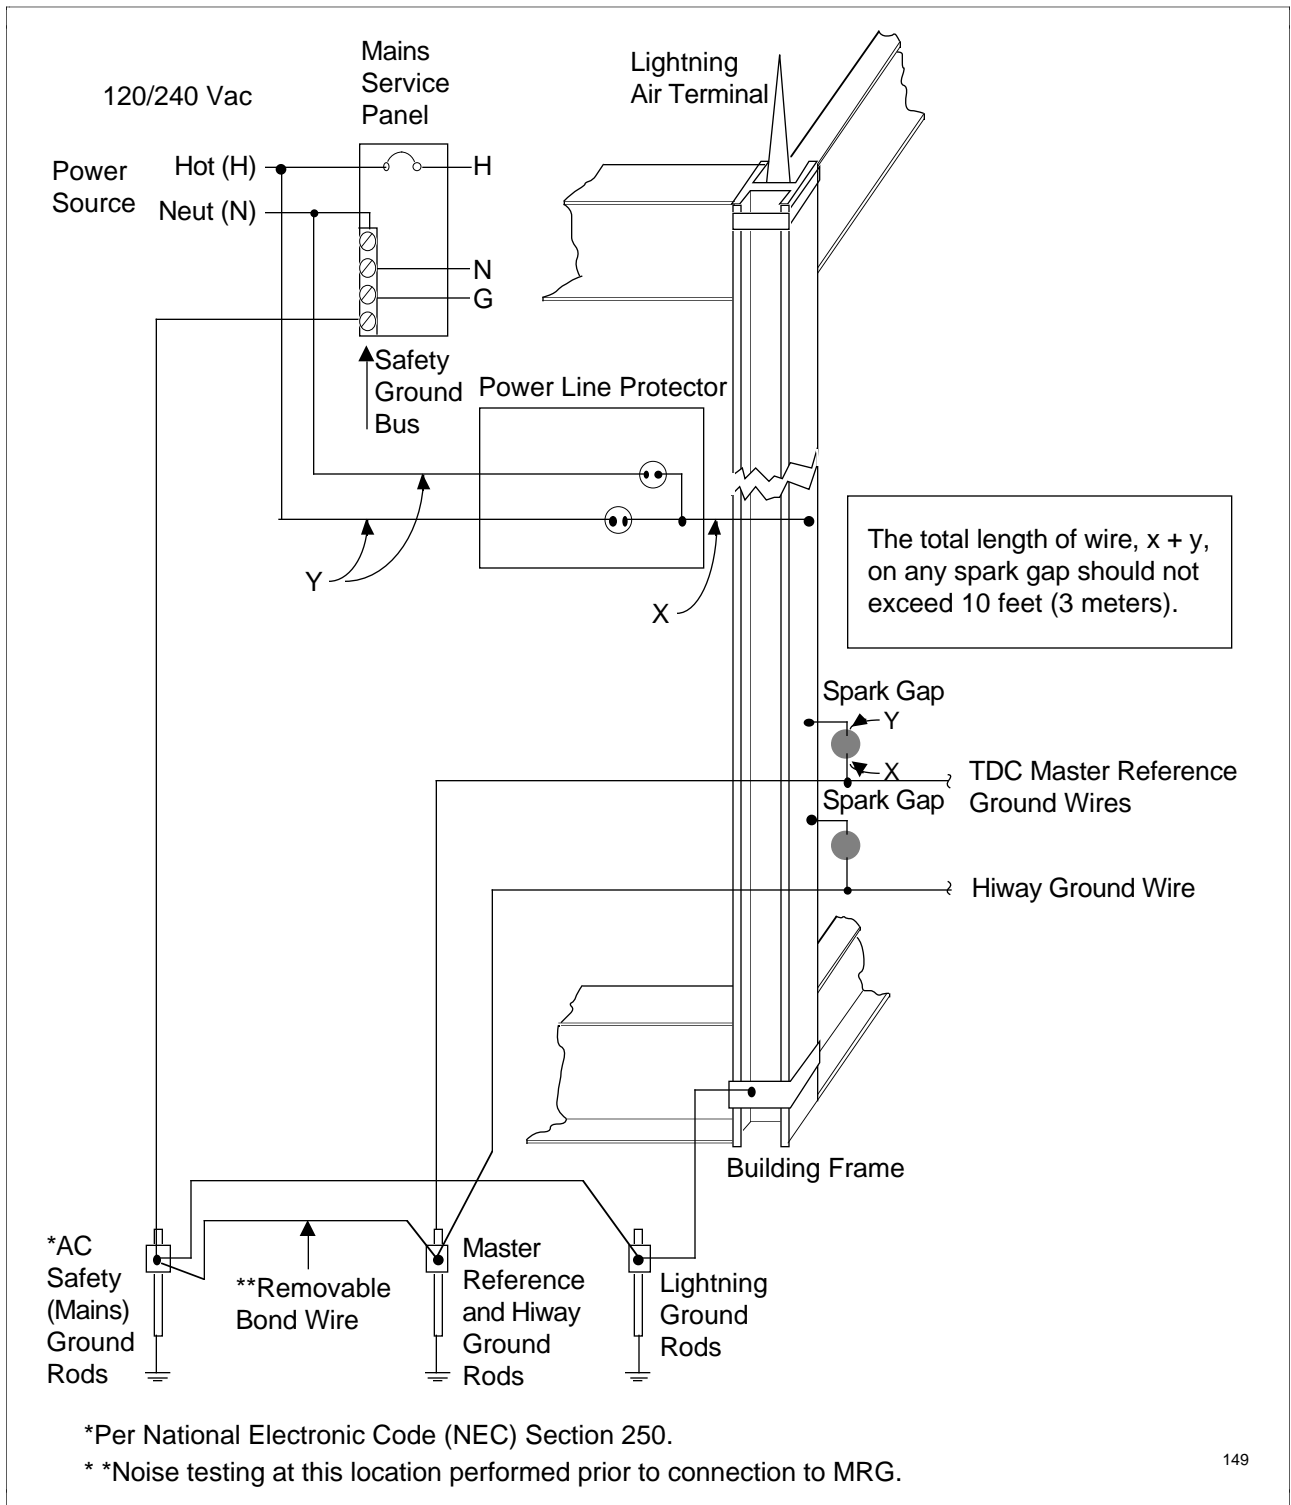 120/240 Vac
Mains
Service
Panel
Lightning
Air Terminal
Power
Source
Hot (H)
H
Neut (N)
N
G
Safety
Ground
Bus
Power Line Protector
Y
X
The total length of wire, x + y,
on any spark gap should not
exceed 10 feet (3 meters).
Spark Gap
Y
X
TDC Master Reference
Ground Wires
Spark Gap
Hiway Ground Wire
Building Frame
*AC
Safety
(Mains)
Ground
Rods
**Removable
Bond Wire
Master
Reference
and Hiway
Ground
Rods
Lightning
Ground
Rods
*Per National Electronic Code (NEC) Section 250.
* *Noise testing at this location performed prior to connection to MRG.
149